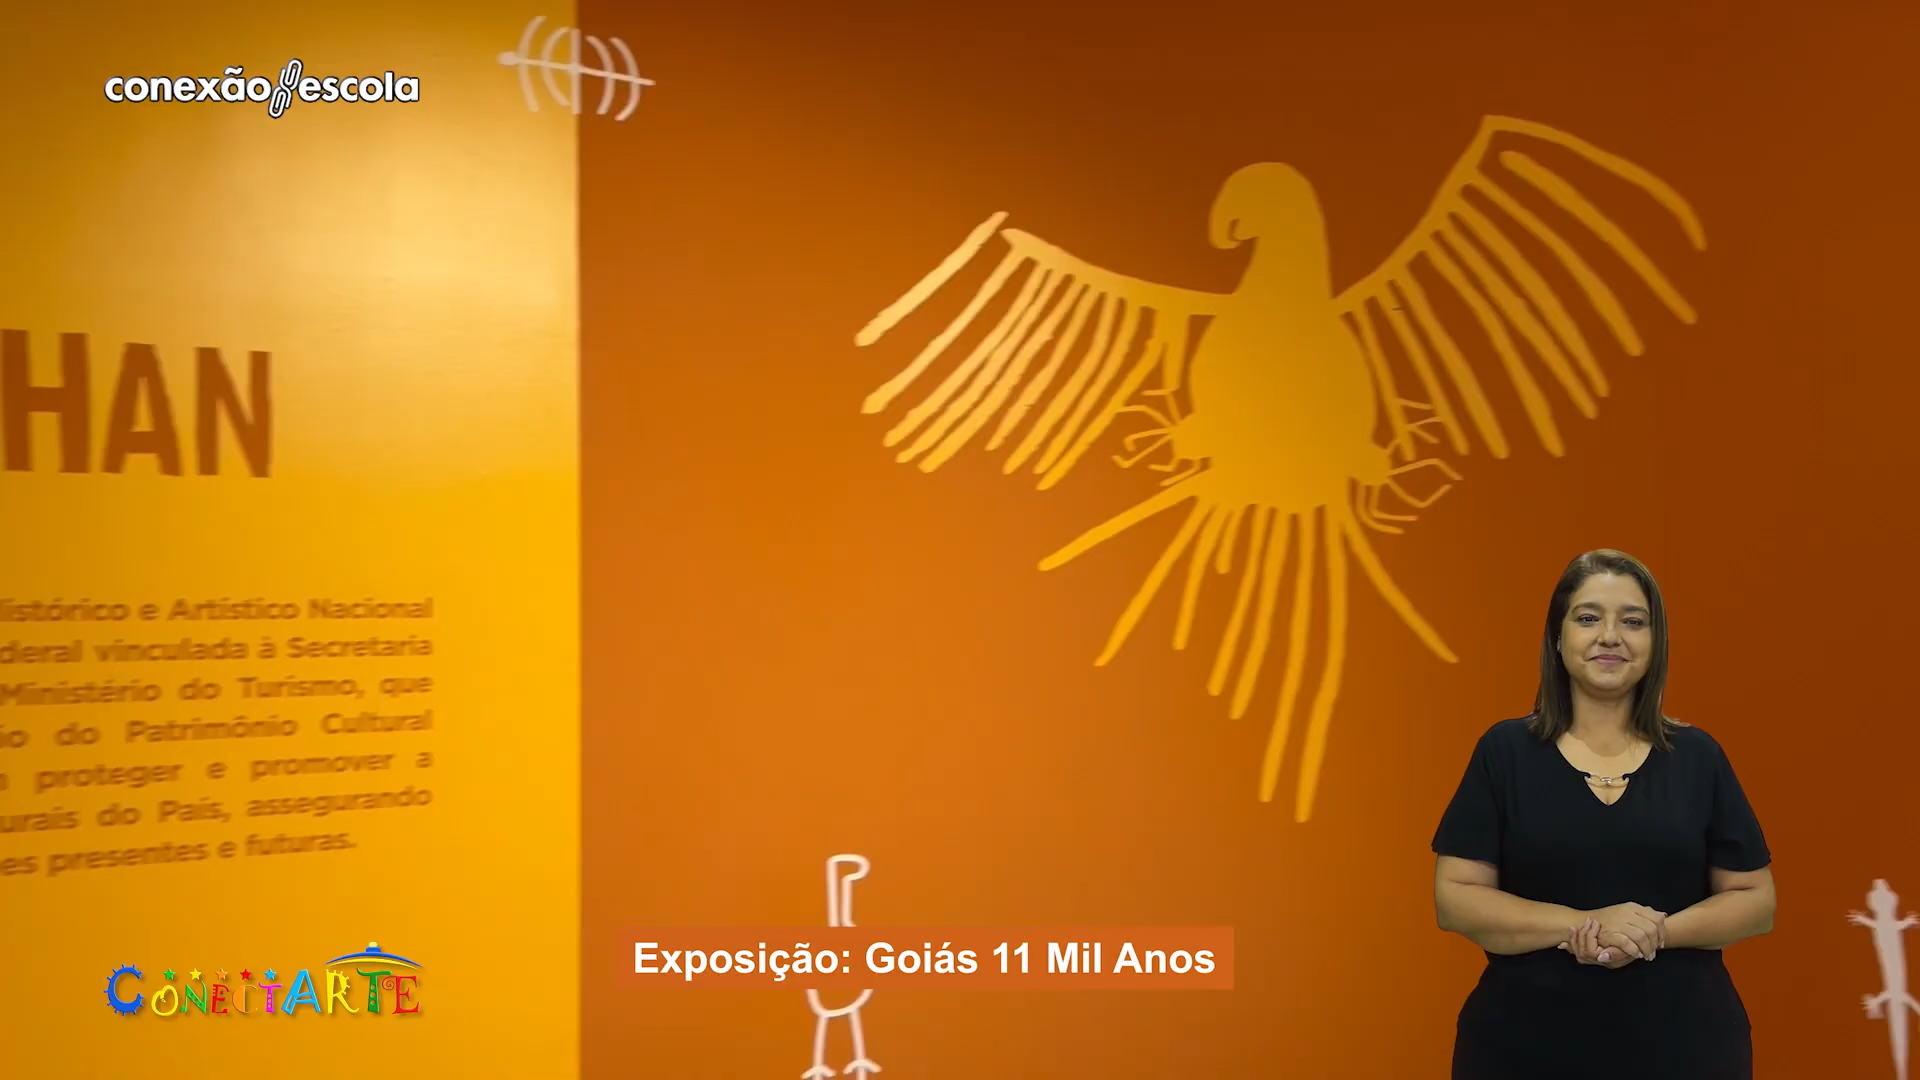 conexão escola
HAN
istórico e Artístico Nacional
deral vinculada à Secretaria
Ministério do Turismo, que
io do Patrimônio Cultural
proteger e promover a
urais do País, assegurando
es presentes e futuras.
Exposição: Goiás 11 Mil Anos
CONECTARTE